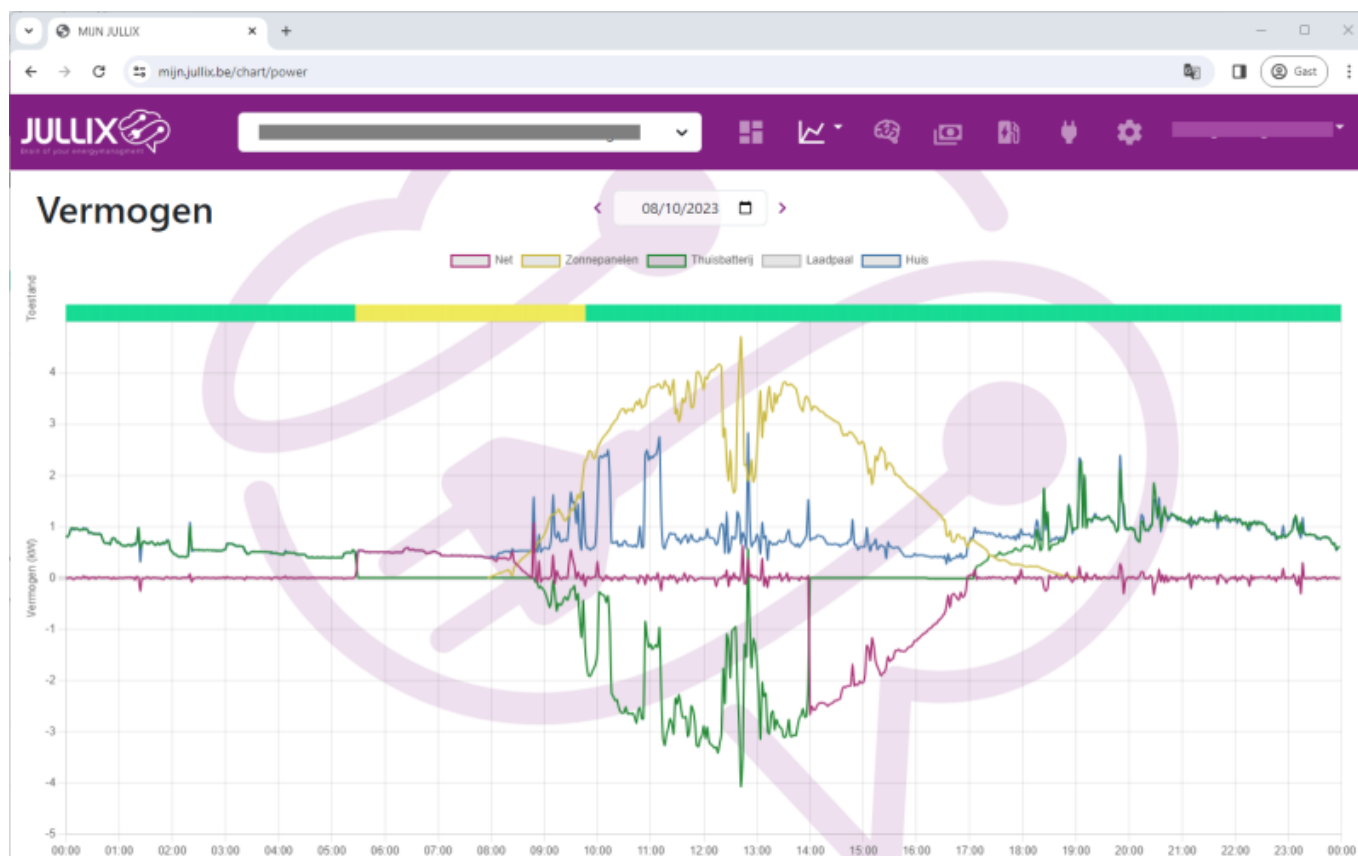 MIJN JULLIX
mijn.jullix.be/chart/power
Gast
JULLIX
Brain of your energymanagment
Vermogen
08/10/2023
Net Zonnepanelen Thuisbatterij Laadpaal Huis
Toestand
4
3
2
1
0
-1
-2
-3
-4
-5
Vermogen (kW)
00:00 01:00 02:00 03:00 04:00 05:00 06:00 07:00 08:00 09:00 10:00 11:00 12:00 13:00 14:00 15:00 16:00 17:00 18:00 19:00 20:00 21:00 22:00 23:00 00:00